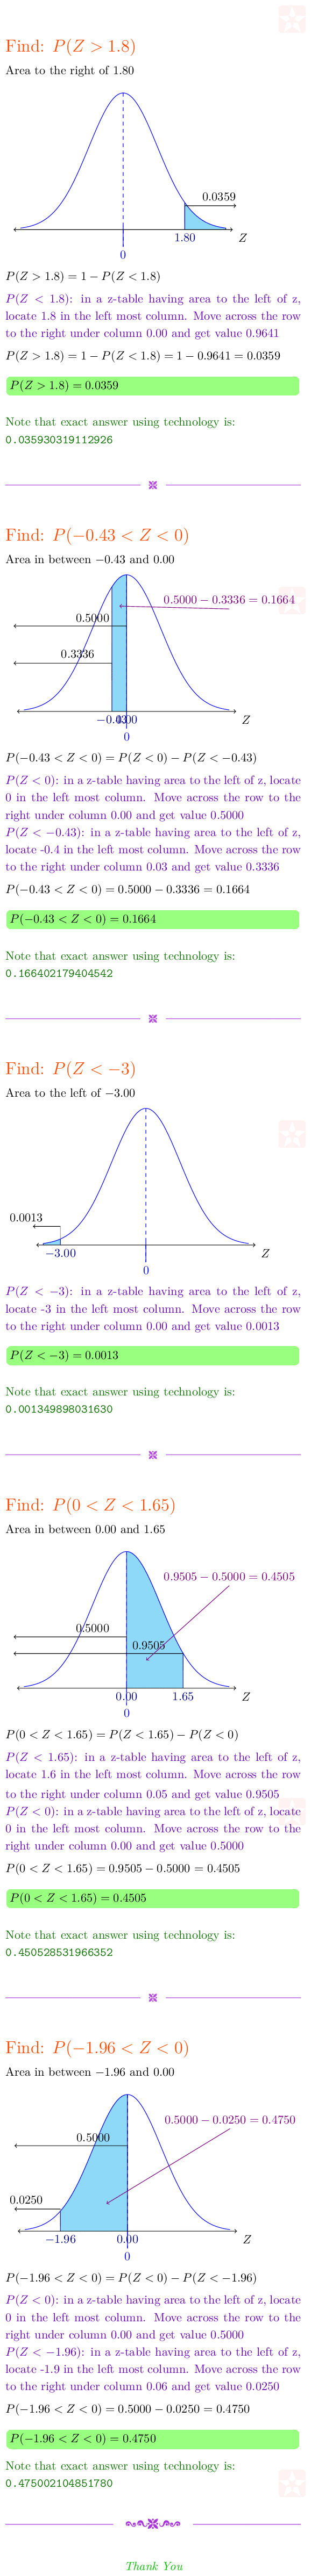 Find: P(Z > 1.8)
Area to the right of 1.80
0.0359
1.80
Z
0
P(Z > 1.8) = 1 − P(Z < 1.8)
P(Z < 1.8): in a z-table having area to the left of z,
locate 1.8 in the left most column. Move across the row
to the right under column 0.00 and get value 0.9641
P(Z > 1.8) = 1 − P(Z < 1.8) = 1 − 0.9641 = 0.0359
P(Z > 1.8) = 0.0359
Note that exact answer using technology is:
0.035930319112926
Find: P(−0.43 < Z < 0)
Area in between −0.43 and 0.00
0.5000 − 0.3336 = 0.1664
0.5000
0.3336
−0.43 0.00
Z
0
P(−0.43 < Z < 0) = P(Z < 0) − P(Z < −0.43)
P(Z < 0): in a z-table having area to the left of z, locate
0 in the left most column. Move across the row to the
right under column 0.00 and get value 0.5000
P(Z < −0.43): in a z-table having area to the left of z,
locate -0.4 in the left most column. Move across the row
to the right under column 0.03 and get value 0.3336
P(−0.43 < Z < 0) = 0.5000 − 0.3336 = 0.1664
P(−0.43 < Z < 0) = 0.1664
Note that exact answer using technology is:
0.166402179404542
Find: P(Z < −3)
Area to the left of −3.00
0.0013
−3.00
Z
0
P(Z < −3): in a z-table having area to the left of z,
locate -3 in the left most column. Move across the row
to the right under column 0.00 and get value 0.0013
P(Z < −3) = 0.0013
Note that exact answer using technology is:
0.001349898031630
Find: P(0 < Z < 1.65)
Area in between 0.00 and 1.65
0.9505 − 0.5000 = 0.4505
0.5000
0.9505
0.00
1.65
Z
0
P(0 < Z < 1.65) = P(Z < 1.65) − P(Z < 0)
P(Z < 1.65): in a z-table having area to the left of z,
locate 1.6 in the left most column. Move across the row
to the right under column 0.05 and get value 0.9505
P(Z < 0): in a z-table having area to the left of z, locate
0 in the left most column. Move across the row to the
right under column 0.00 and get value 0.5000
P(0 < Z < 1.65) = 0.9505 − 0.5000 = 0.4505
P(0 < Z < 1.65) = 0.4505
Note that exact answer using technology is:
0.450528531966352
Find: P(−1.96 < Z < 0)
Area in between −1.96 and 0.00
0.5000 − 0.0250 = 0.4750
0.5000
0.0250
−1.96
0.00
Z
0
P(−1.96 < Z < 0) = P(Z < 0) − P(Z < −1.96)
P(Z < 0): in a z-table having area to the left of z, locate
0 in the left most column. Move across the row to the
right under column 0.00 and get value 0.5000
P(Z < −1.96): in a z-table having area to the left of z,
locate -1.9 in the left most column. Move across the row
to the right under column 0.06 and get value 0.0250
P(−1.96 < Z < 0) = 0.5000 − 0.0250 = 0.4750
P(−1.96 < Z < 0) = 0.4750
Note that exact answer using technology is:
0.475002104851780
Thank You